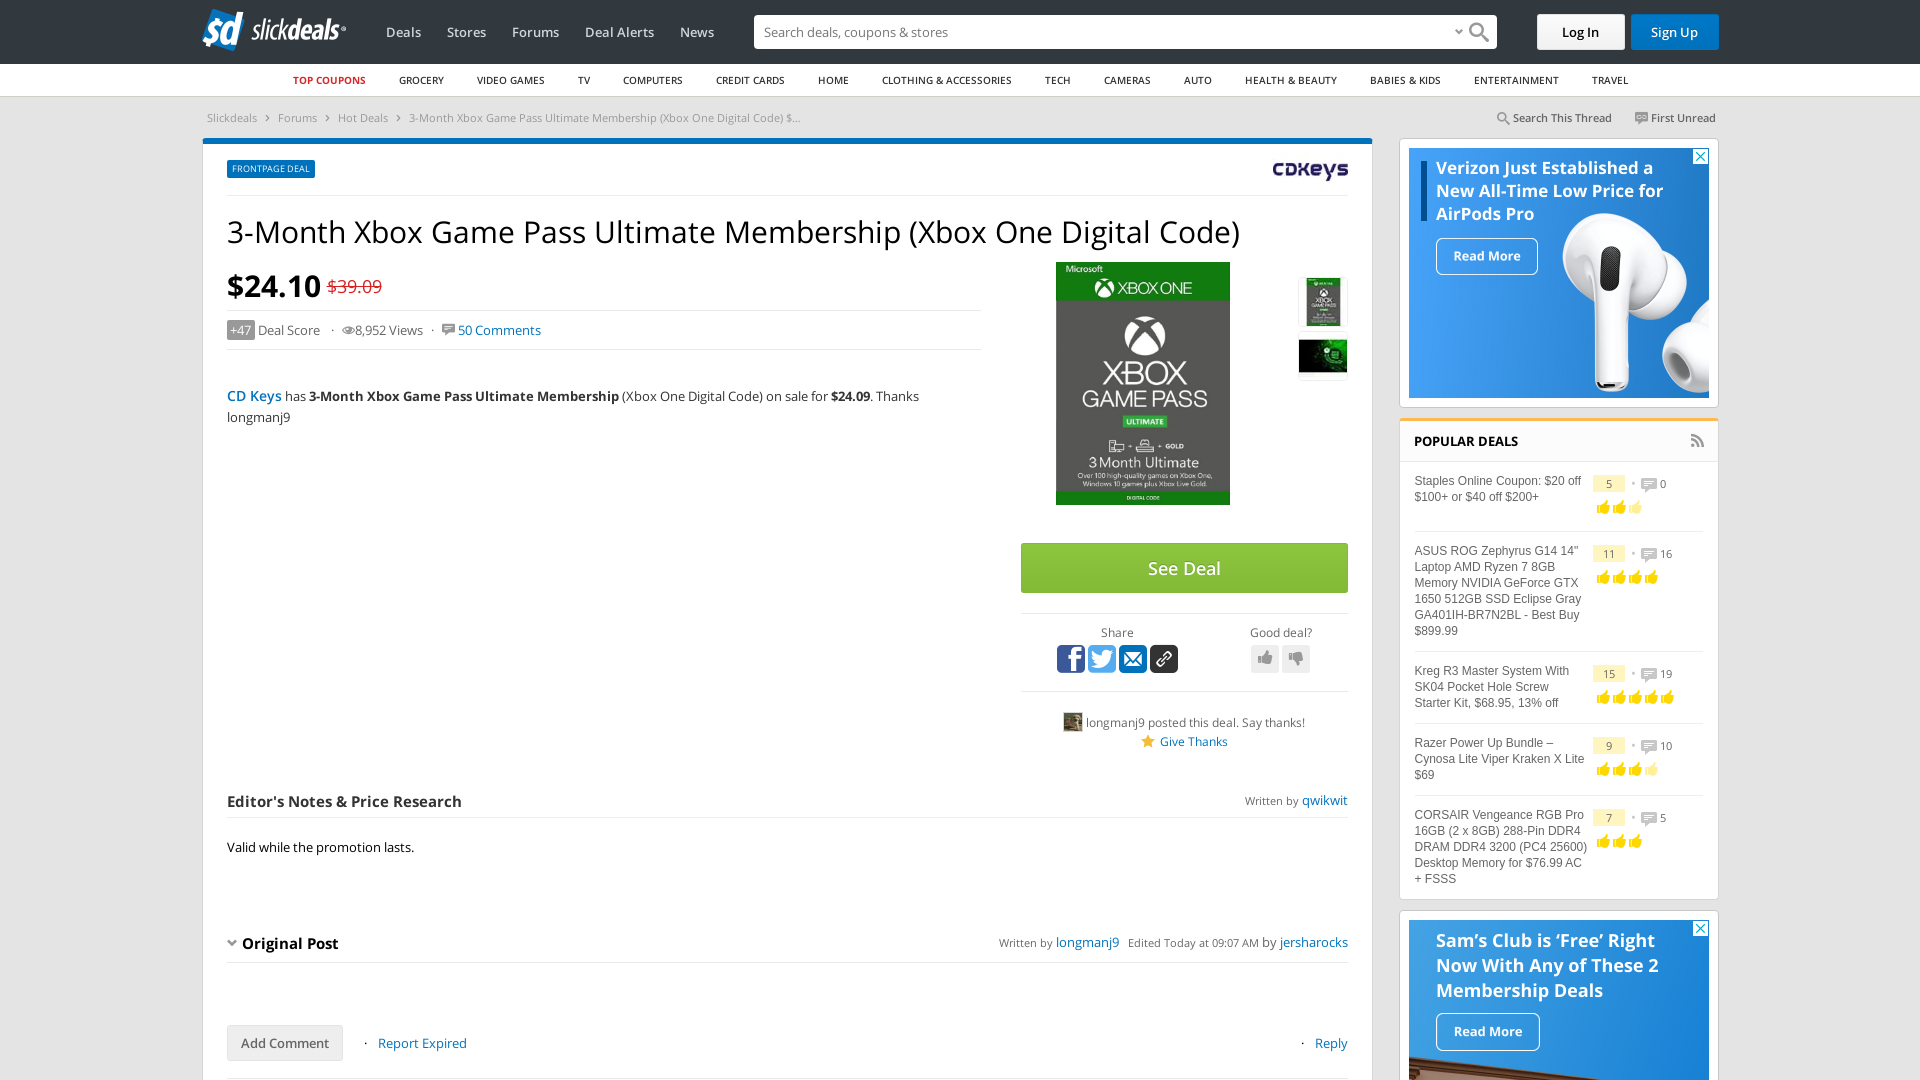 slickdeals
Deals
Stores
Forums
Deal Alerts
News
Search deals, coupons & stores
Log In
Sign Up
TOP COUPONS
GROCERY
VIDEO GAMES
TV
COMPUTERS
CREDIT CARDS
HOME
CLOTHING & ACCESSORIES
TECH
CAMERAS
AUTO
HEALTH & BEAUTY
BABIES & KIDS
ENTERTAINMENT
TRAVEL
Slickdeals > Forums > Hot Deals > 3-Month Xbox Game Pass Ultimate Membership (Xbox One Digital Code) $...
Search This Thread
First Unread
FRONTPAGE DEAL
CDKeys
3-Month Xbox Game Pass Ultimate Membership (Xbox One Digital Code)
$24.10 $39.09
+47 Deal Score · 8,952 Views · 50 Comments
CD Keys has 3-Month Xbox Game Pass Ultimate Membership (Xbox One Digital Code) on sale for $24.09. Thanks
longmanj9
Microsoft
XBOX ONE
XBOX
GAME PASS
ULTIMATE
+ + GOLD
3 Month Ultimate
Over 100 high-quality games on Xbox One,
Windows 10 games plus Xbox Live Gold.
DIGITAL CODE
See Deal
Share
Good deal?
longmanj9 posted this deal. Say thanks!
Give Thanks
Editor's Notes & Price Research
Written by qwikwit
Valid while the promotion lasts.
Original Post
Written by longmanj9 Edited Today at 09:07 AM by jersharocks
Add Comment
· Report Expired
· Reply
Verizon Just Established a
New All-Time Low Price for
AirPods Pro
Read More
POPULAR DEALS
Staples Online Coupon: $20 off
$100+ or $40 off $200+
5 • 0
ASUS ROG Zephyrus G14 14"
Laptop AMD Ryzen 7 8GB
Memory NVIDIA GeForce GTX
1650 512GB SSD Eclipse Gray
GA401IH-BR7N2BL - Best Buy
$899.99
11 • 16
Kreg R3 Master System With
SK04 Pocket Hole Screw
Starter Kit, $68.95, 13% off
15 • 19
Razer Power Up Bundle –
Cynosa Lite Viper Kraken X Lite
$69
9 • 10
CORSAIR Vengeance RGB Pro
16GB (2 x 8GB) 288-Pin DDR4
DRAM DDR4 3200 (PC4 25600)
Desktop Memory for $76.99 AC
+ FSSS
7 • 5
Sam's Club is ‘Free’ Right
Now With Any of These 2
Membership Deals
Read More